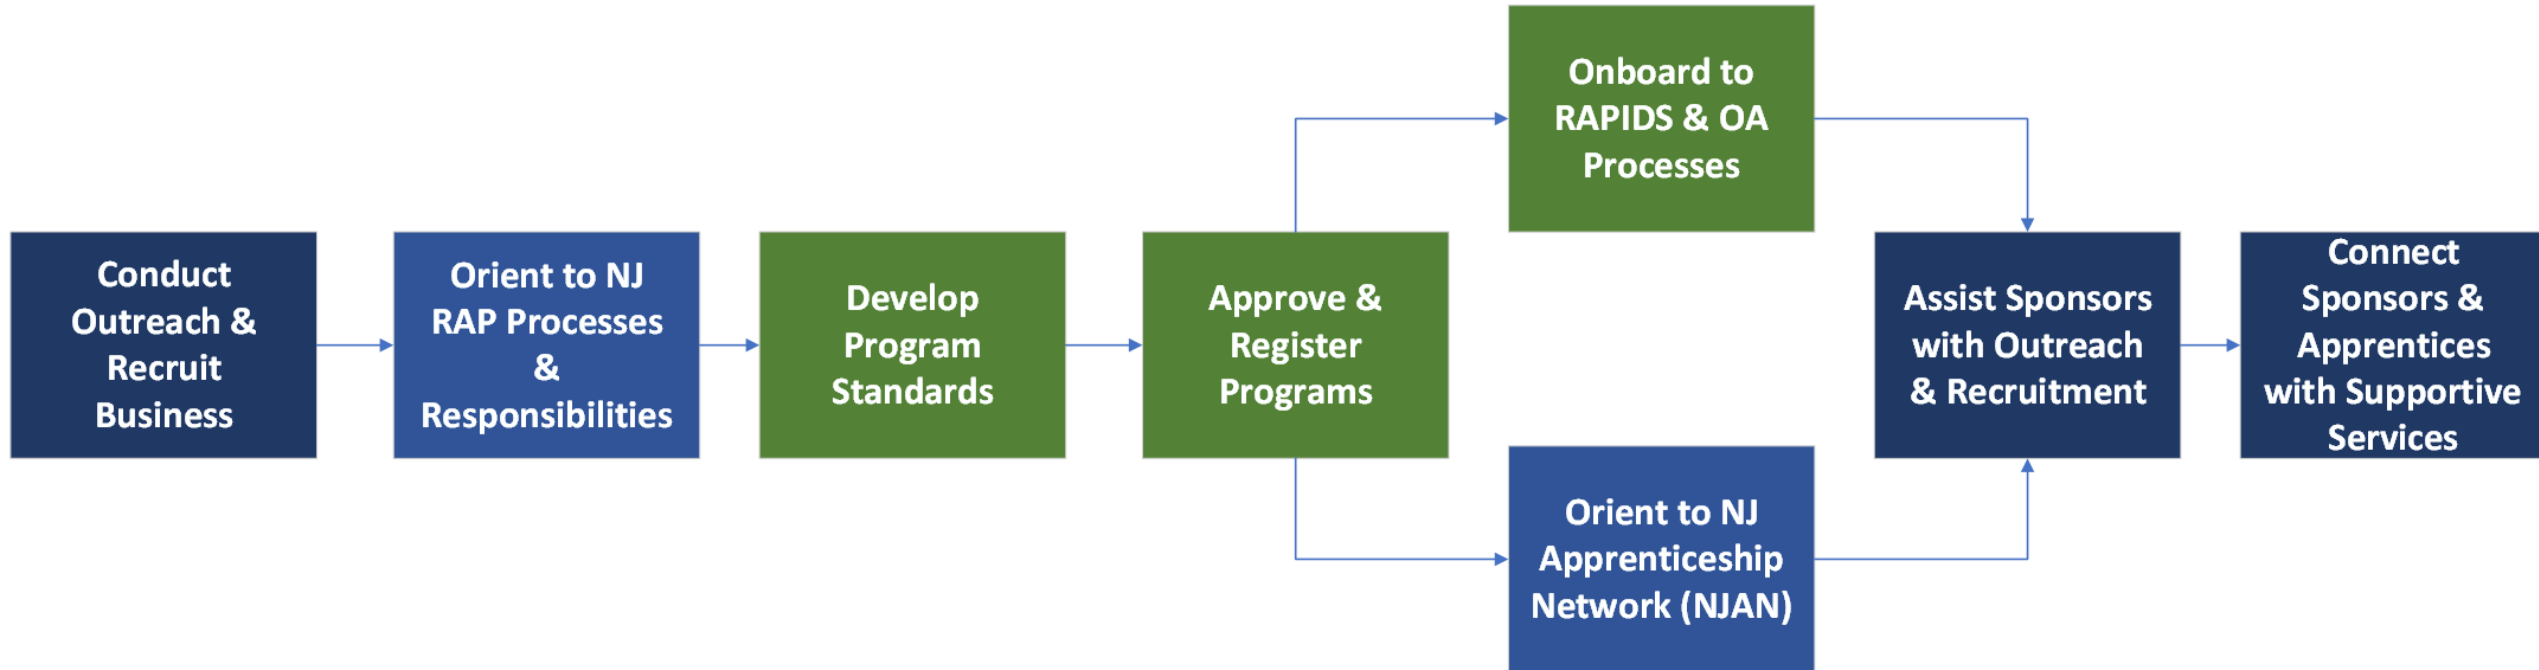 Conduct
Outreach &
Recruit
Business
Orient to NJ
RAP Processes
&
Responsibilities
Develop
Program
Standards
Approve &
Register
Programs
Onboard to
RAPIDS & OA
Processes
Orient to NJ
Apprenticeship
Network (NJAN)
Assist Sponsors
with Outreach
& Recruitment
Connect
Sponsors &
Apprentices
with Supportive
Services